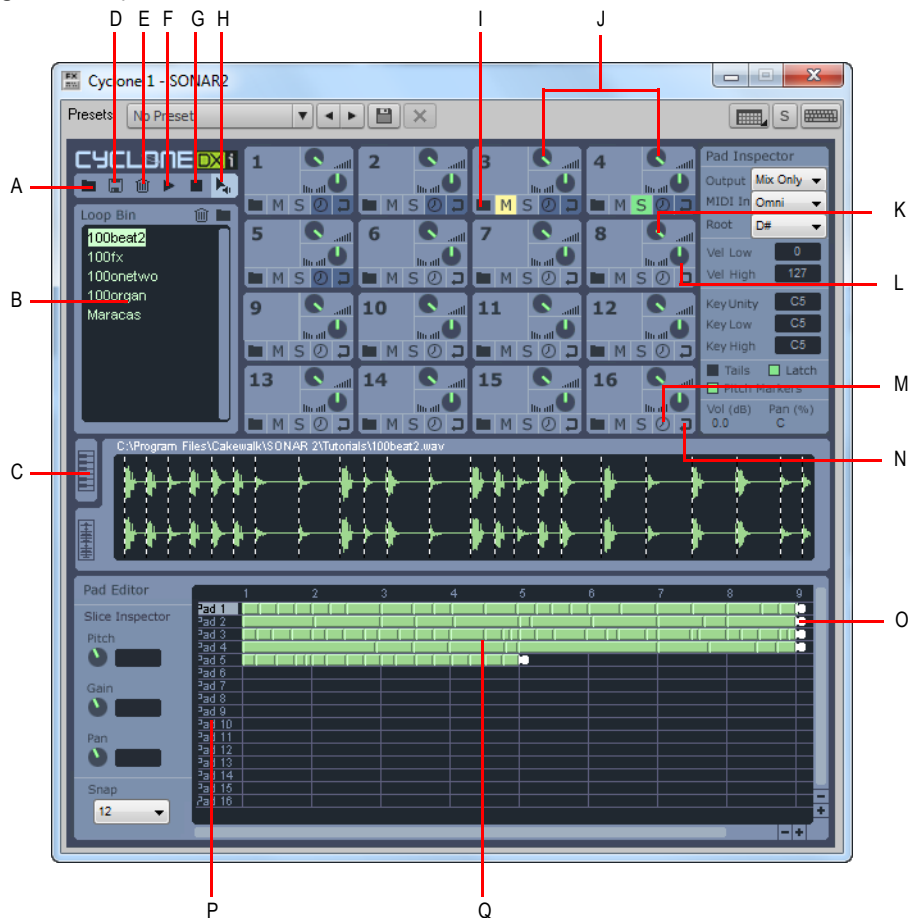 D E F G H I J
Cyclone 1 - SONAR2
Presets: No Preset
S
CYCLONE DXi
A
Loop Bin
100beat2
100fx
100onetwo
100organ
Maracas
B
1 2 3 4
M S M S M S M S
5 6 7 8
M S M S M S M S
9 10 11 12
M S M S M S M S
13 14 15 16
M S M S M S M S
Pad Inspector
Output Mix Only
MIDI In Omni
Root D#
Vel Low 0
Vel High 127
Key Unity C5
Key Low C5
Key High C5
Tails Latch
Pitch Markers
Vol (dB) Pan (%)
0.0 C
K
L
M
N
C
C:\Program Files\Cakewalk\SONAR 2\Tutorials\100beat2.wav
Pad Editor
Slice Inspector
Pitch
Gain
Pan
Snap
12
1 2 3 4 5 6 7 8 9
Pad 1
Pad 2
Pad 3
Pad 4
Pad 5
Pad 6
Pad 7
Pad 8
Pad 9
Pad 10
Pad 11
Pad 12
Pad 13
Pad 14
Pad 15
Pad 16
O
P Q